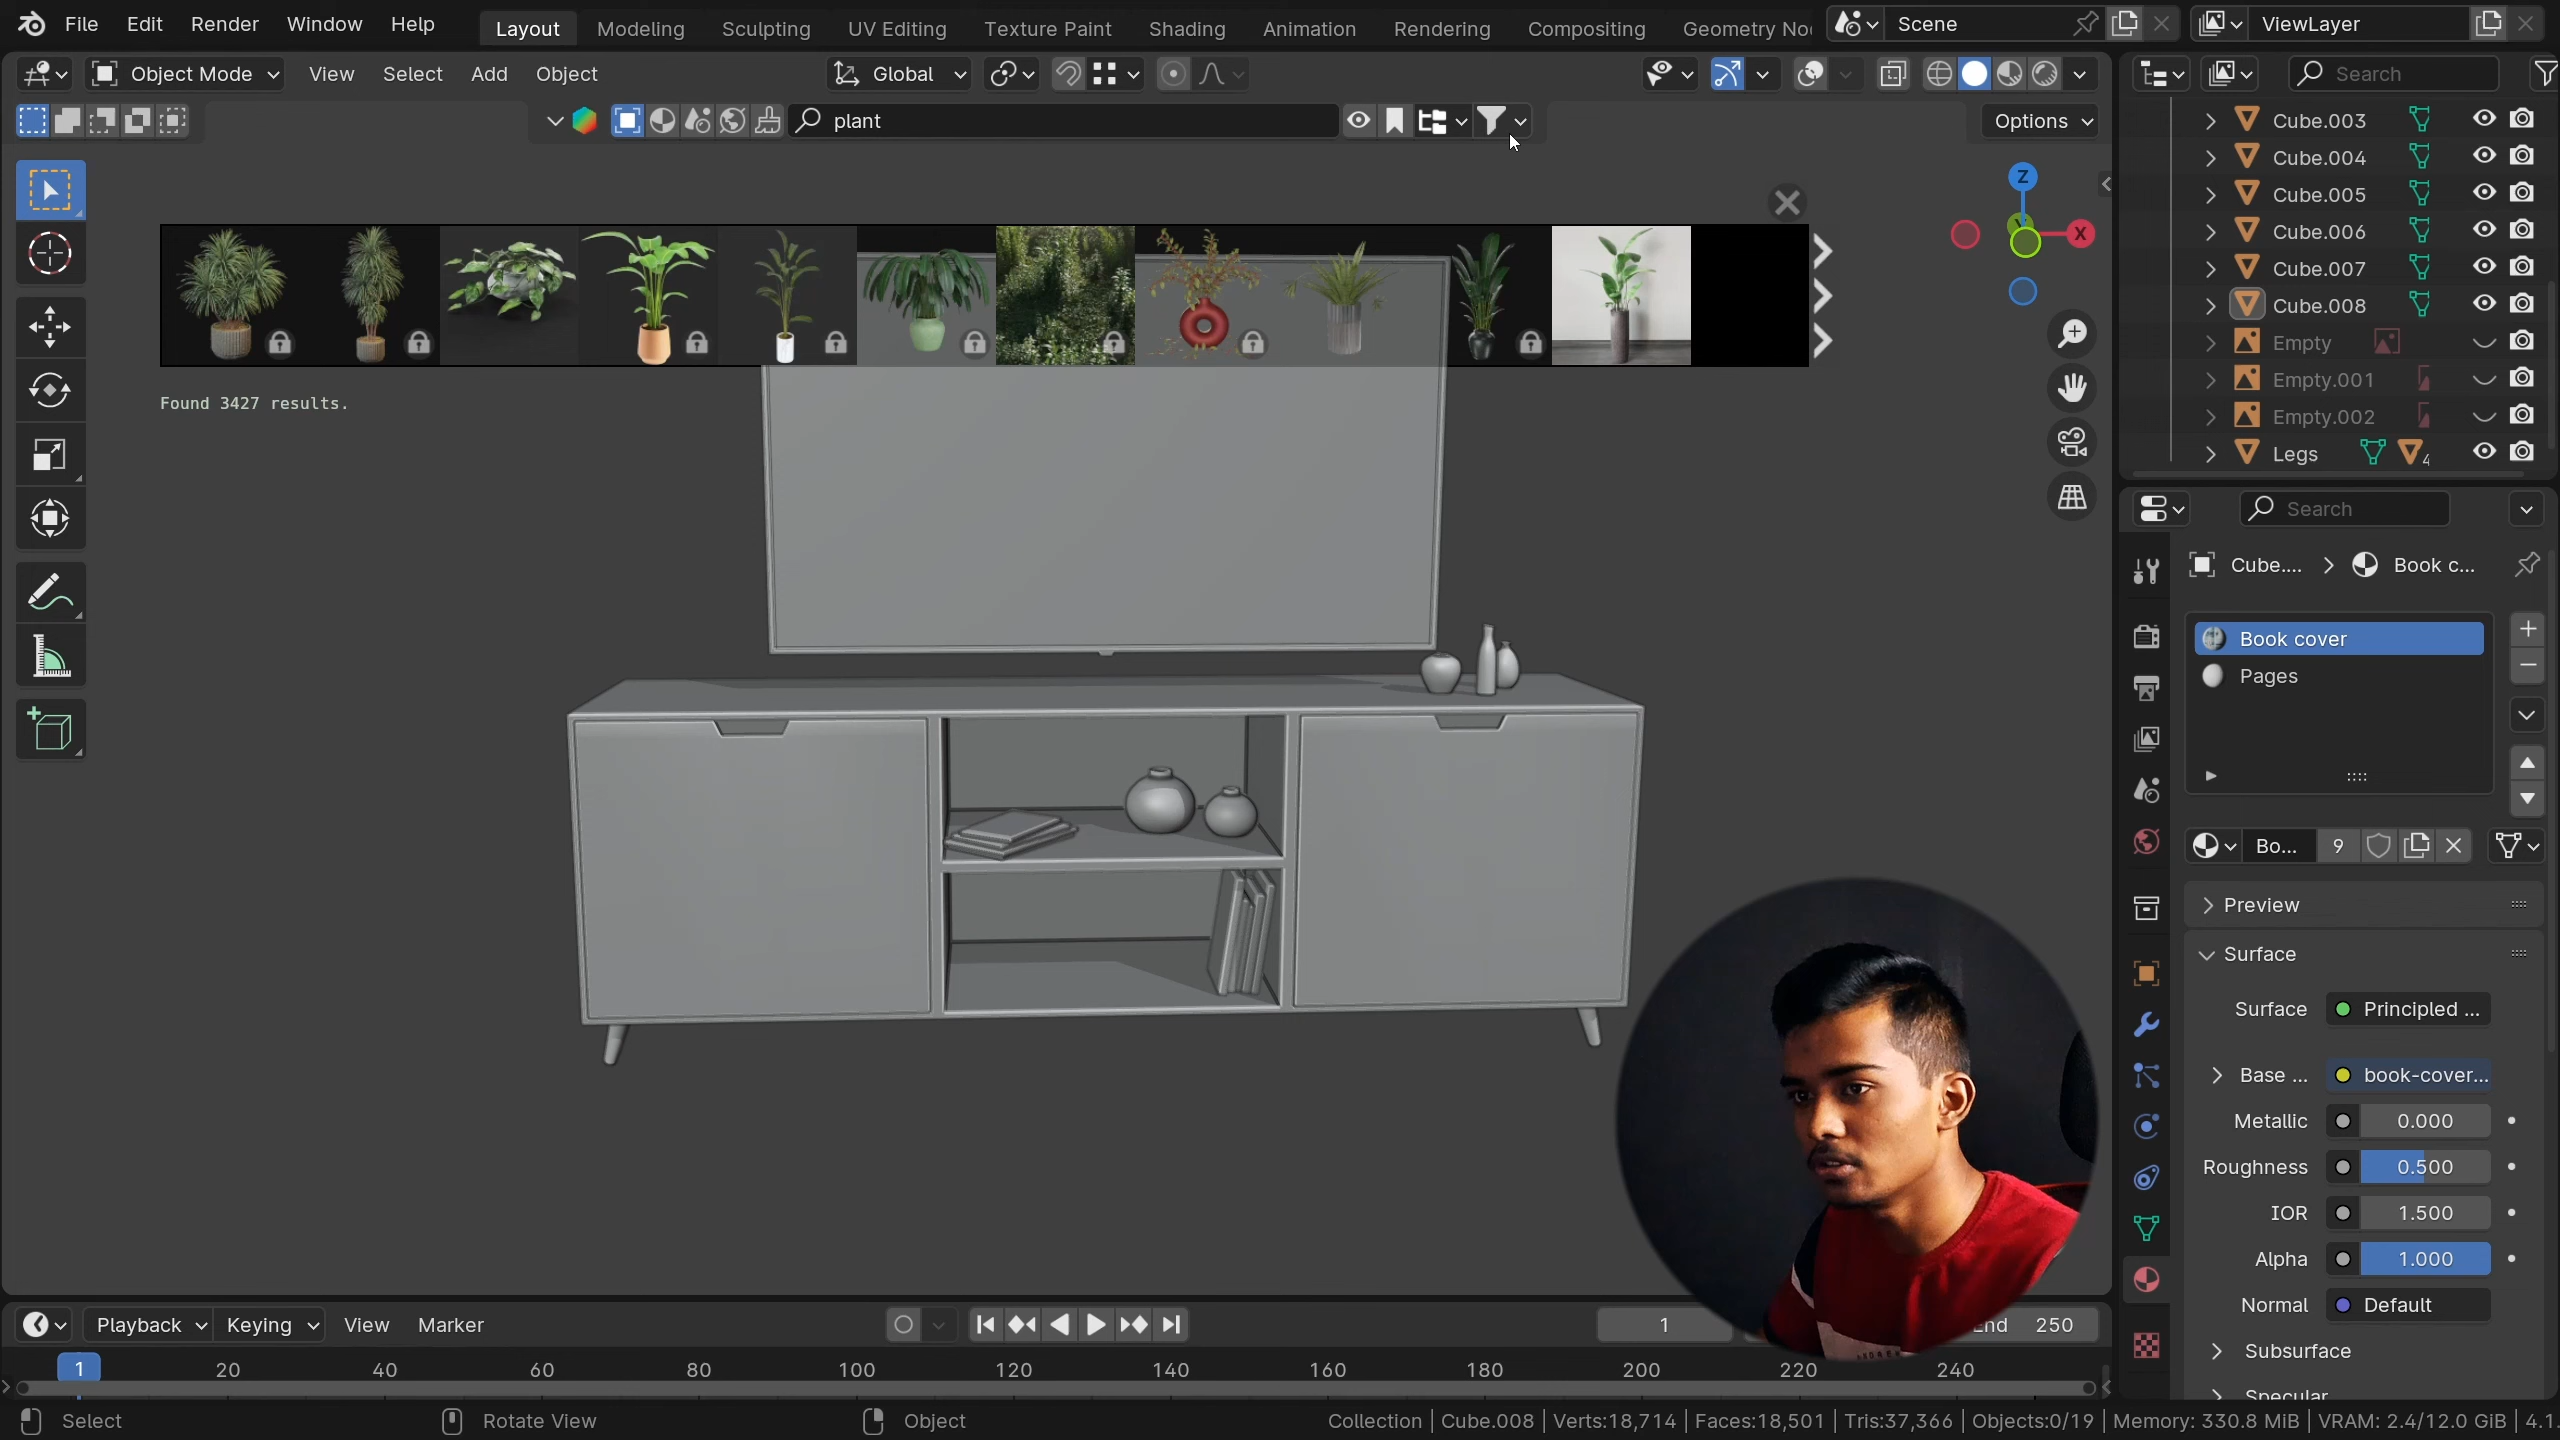 File Edit Render Window Help Layout Modeling Sculpting UV Editing Texture Paint Shading Animation Rendering Compositing Geometry No Scene ViewLayer
Object Mode View Select Add Object Global Search
plant Options
Cube.003
Cube.004
Cube.005
Z
Cube.006
X
Cube.007
Cube.008
Empty
Empty.001
Found 3427 results.
Empty.002
Legs 4
Search
Cube.... Book c...
Book cover
Pages
Bo... 9
Preview
Surface
Surface Principled ...
Base ... book-cover...
Metallic 0.000
Roughness 0.500
IOR 1.500
Alpha 1.000
Normal Default
Playback Keying View Marker 1 End 250
Subsurface
1 20 40 60 80 100 120 140 160 180 200 220 240
Specular
Select Rotate View Object Collection | Cube.008 | Verts:18,714 | Faces:18,501 | Tris:37,366 | Objects:0/19 | Memory: 330.8 MiB | VRAM: 2.4/12.0 GiB | 4.1.